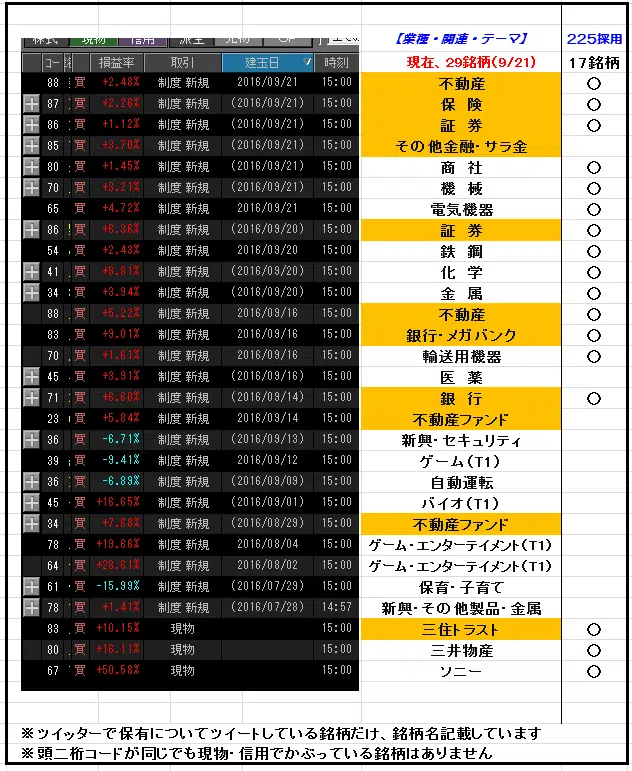 【業種・関連・テーマ】 225採用
コー 損益率 取引 建玉日 ▽ 時刻 現在、29銘柄(9/21) 17銘柄
88 買 +2.48% 制度 新規 2016/09/21 15:00 不動産 ○
87 買 +2.26% 制度 新規 (2016/09/21) 15:00 保 険 ○
86 買 +1.12% 制度 新規 (2016/09/21) 15:00 証 券 ○
85 買 +3.70% 制度 新規 (2016/09/21) 15:00 その他金融・サラ金
80 買 +1.45% 制度 新規 (2016/09/21) 15:00 商 社 ○
70 買 +3.21% 制度 新規 (2016/09/21) 15:00 機 械 ○
65 買 +4.72% 制度 新規 2016/09/21 15:00 電気機器 ○
86 買 +6.36% 制度 新規 (2016/09/20) 15:00 証 券 ○
54 買 +2.43% 制度 新規 2016/09/20 15:00 鉄 鋼 ○
41 買 +8.61% 制度 新規 (2016/09/20) 15:00 化 学 ○
34 買 +3.94% 制度 新規 (2016/09/20) 15:00 金 属 ○
88 買 +5.22% 制度 新規 2016/09/16 15:00 不動産 ○
83 買 +9.01% 制度 新規 2016/09/16 15:00 銀行・メガバンク ○
70 買 +1.61% 制度 新規 2016/09/16 15:00 輸送用機器 ○
45 買 +3.91% 制度 新規 (2016/09/16) 15:00 医 薬
71 買 +6.60% 制度 新規 (2016/09/14) 15:00 銀 行 ○
23 買 +5.84% 制度 新規 2016/09/14 15:00 不動産ファンド
36 買 -6.71% 制度 新規 (2016/09/13) 15:00 新興・セキュリティ
39 買 -9.41% 制度 新規 2016/09/12 15:00 ゲーム(T1)
36 買 -6.89% 制度 新規 (2016/09/09) 15:00 自動運転
45 買 +16.65% 制度 新規 (2016/09/01) 15:00 バイオ(T1)
34 買 +7.68% 制度 新規 (2016/08/29) 15:00 不動産ファンド
78 買 +19.66% 制度 新規 2016/08/04 15:00 ゲーム・エンターテイメント(T1)
64 買 +28.61% 制度 新規 2016/08/02 15:00 ゲーム・エンターテイメント(T1)
61 買 -15.99% 制度 新規 (2016/07/29) 15:00 保育・子育て
78 買 +1.41% 制度 新規 (2016/07/28) 14:57 新興・その他製品・金属
83 買 +10.15% 現物 15:00 三住トラスト ○
80 買 +16.11% 現物 15:00 三井物産 ○
67 買 +50.58% 現物 15:00 ソニー ○
※ツイッターで保有についてツイートしている銘柄だけ、銘柄名記載しています
※頭二桁コードが同じでも現物・信用でかぶっている銘柄はありません